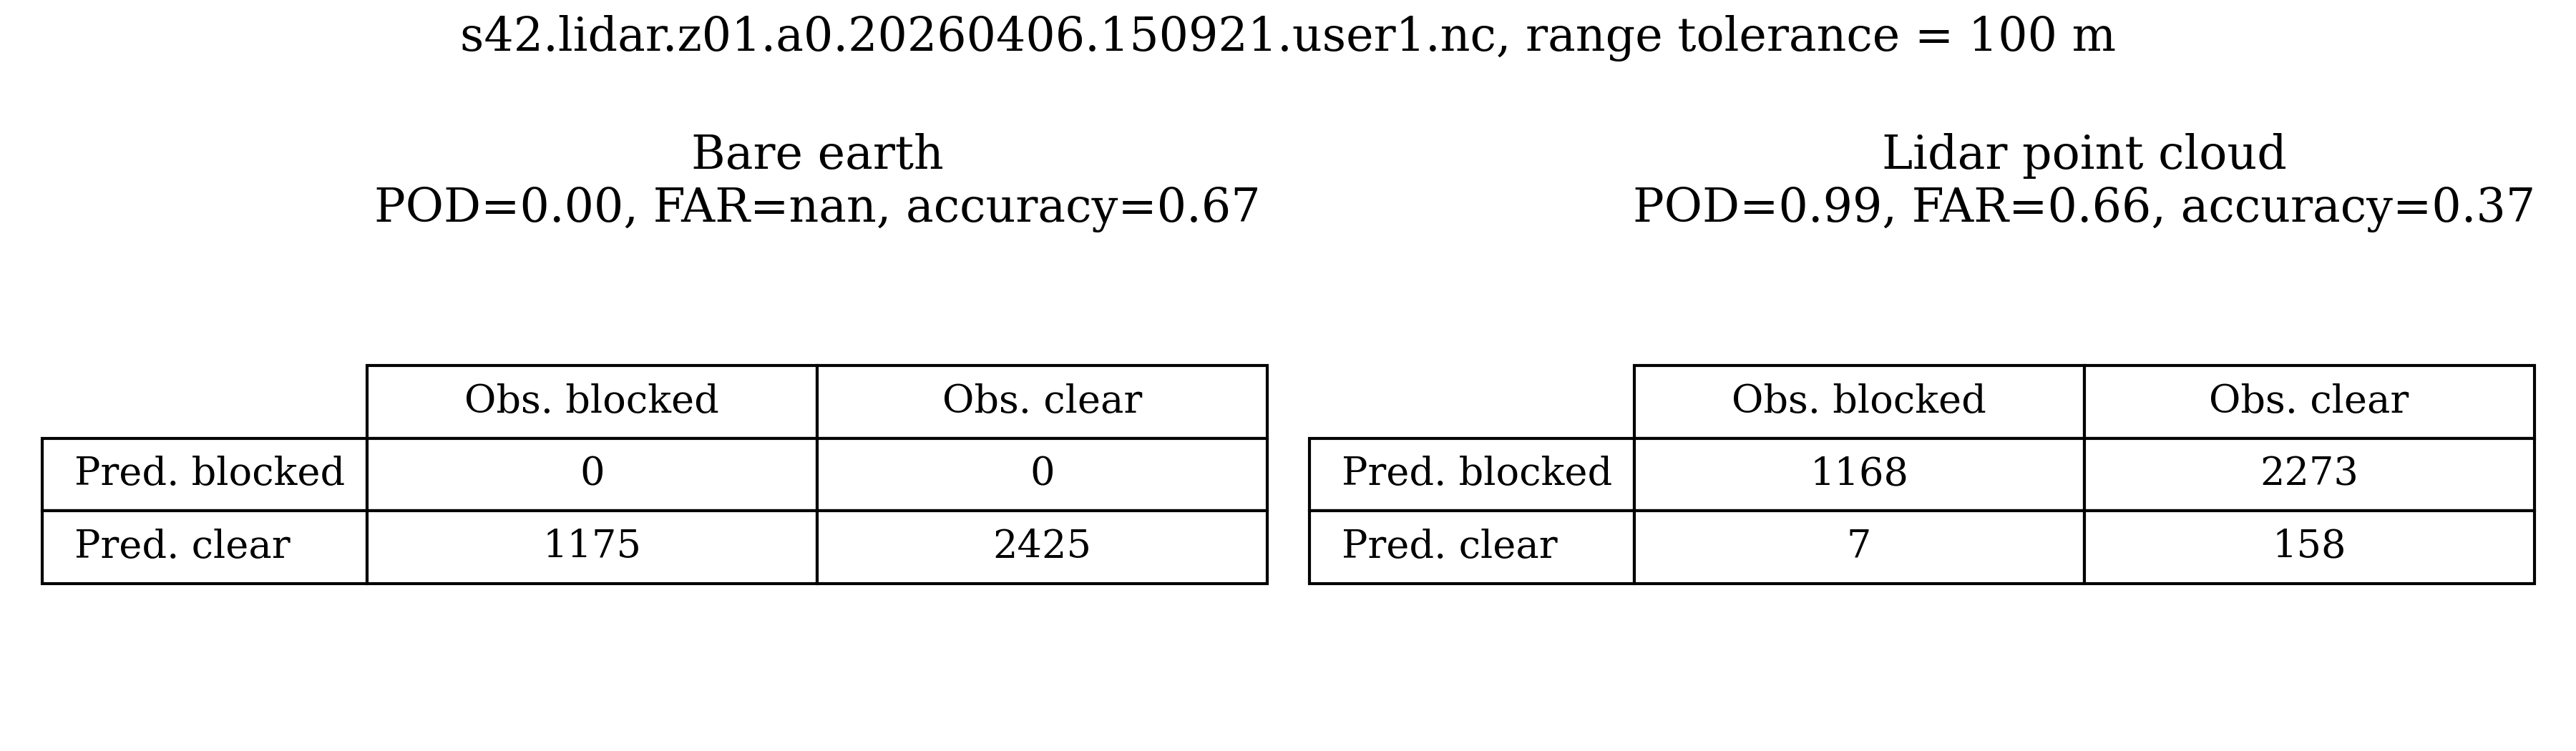 s42.lidar.z01.a0.20260406.150921.user1.nc, range tolerance = 100 m
Bare earth
POD=0.00, FAR=nan, accuracy=0.67
Obs. blocked Obs. clear
Pred. blocked 0 0
Pred. clear 1175 2425
Lidar point cloud
POD=0.99, FAR=0.66, accuracy=0.37
Obs. blocked Obs. clear
Pred. blocked 1168 2273
Pred. clear 7 158